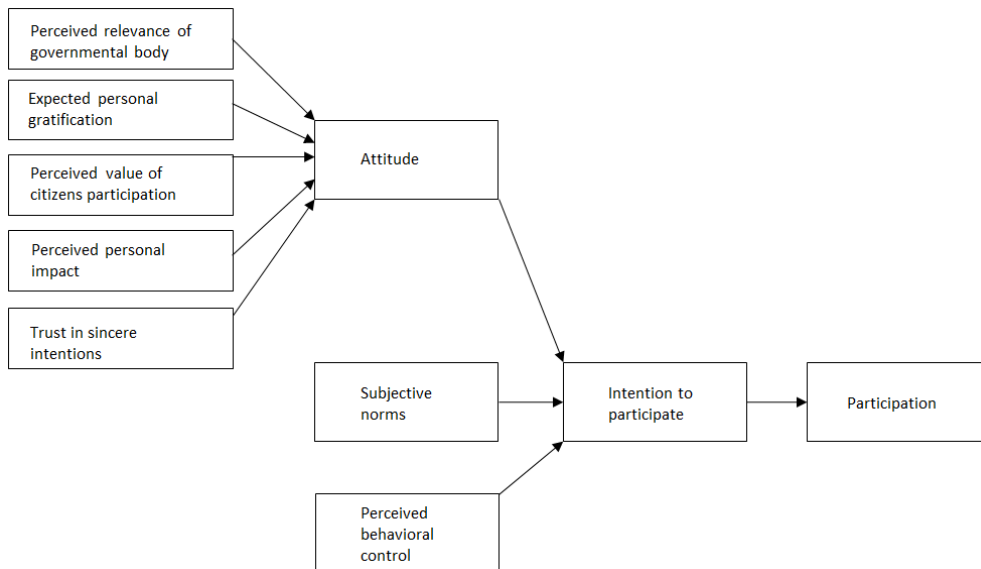 Perceived relevance of
governmental body
Expected personal
gratification
Perceived value of
citizens participation
Perceived personal
impact
Trust in sincere
intentions
Attitude
Subjective
norms
Perceived
behavioral
control
Intention to
participate
Participation